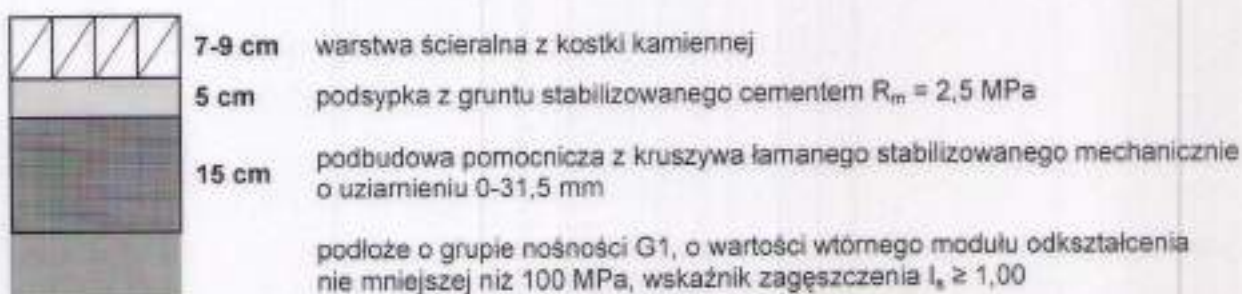 7-9 cm warstwa ścieralna z kostki kamiennej
5 cm podsypka z gruntu stabilizowanego cementem Rm = 2,5 MPa
15 cm podbudowa pomocnicza z kruszywa łamanego stabilizowanego mechanicznie
o uziarnieniu 0-31,5 mm
podłoże o grupie nośności G1, o wartości wtórnego modułu odkształcenia
nie mniejszej niż 100 MPa, wskaźnik zagęszczenia Is ≥ 1,00